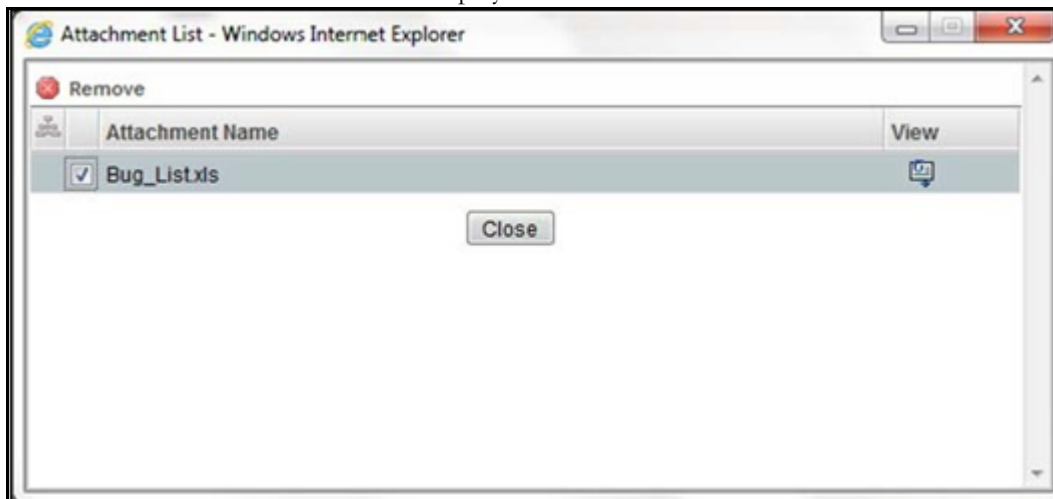 Attachment List - Windows Internet Explorer
Remove
Attachment Name View
Bug_List.xls
Close